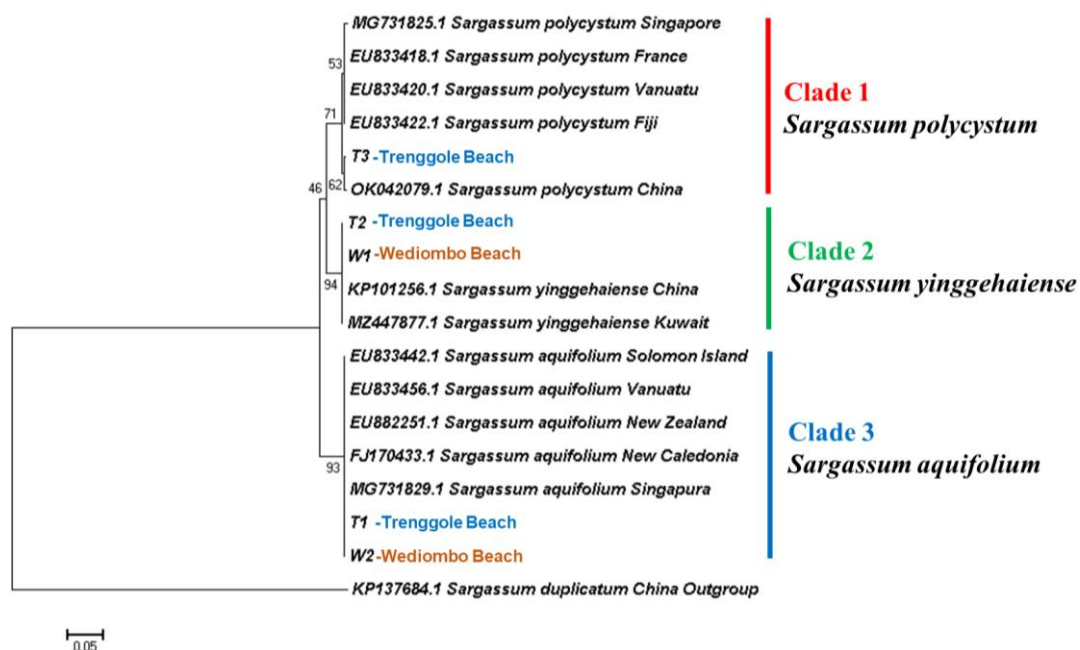 MG731825.1 Sargassum polycystum Singapore
53
EU833418.1 Sargassum polycystum France
EU833420.1 Sargassum polycystum Vanuatu
Clade 1
71
EU833422.1 Sargassum polycystum Fiji
Sargassum polycystum
T3 -Trenggole Beach
46
62
OK042079.1 Sargassum polycystum China
T2 -Trenggole Beach
W1-Wediombo Beach
Clade 2
94
KP101256.1 Sargassum yinggehaiense China
Sargassum yinggehaiense
MZ447877.1 Sargassum yinggehaiense Kuwait
EU833442.1 Sargassum aquifolium Solomon Island
EU833456.1 Sargassum aquifolium Vanuatu
EU882251.1 Sargassum aquifolium New Zealand
Clade 3
FJ170433.1 Sargassum aquifolium New Caledonia
Sargassum aquifolium
93
MG731829.1 Sargassum aquifolium Singapura
T1 -Trenggole Beach
W2-Wediombo Beach
KP137684.1 Sargassum duplicatum China Outgroup
0.05